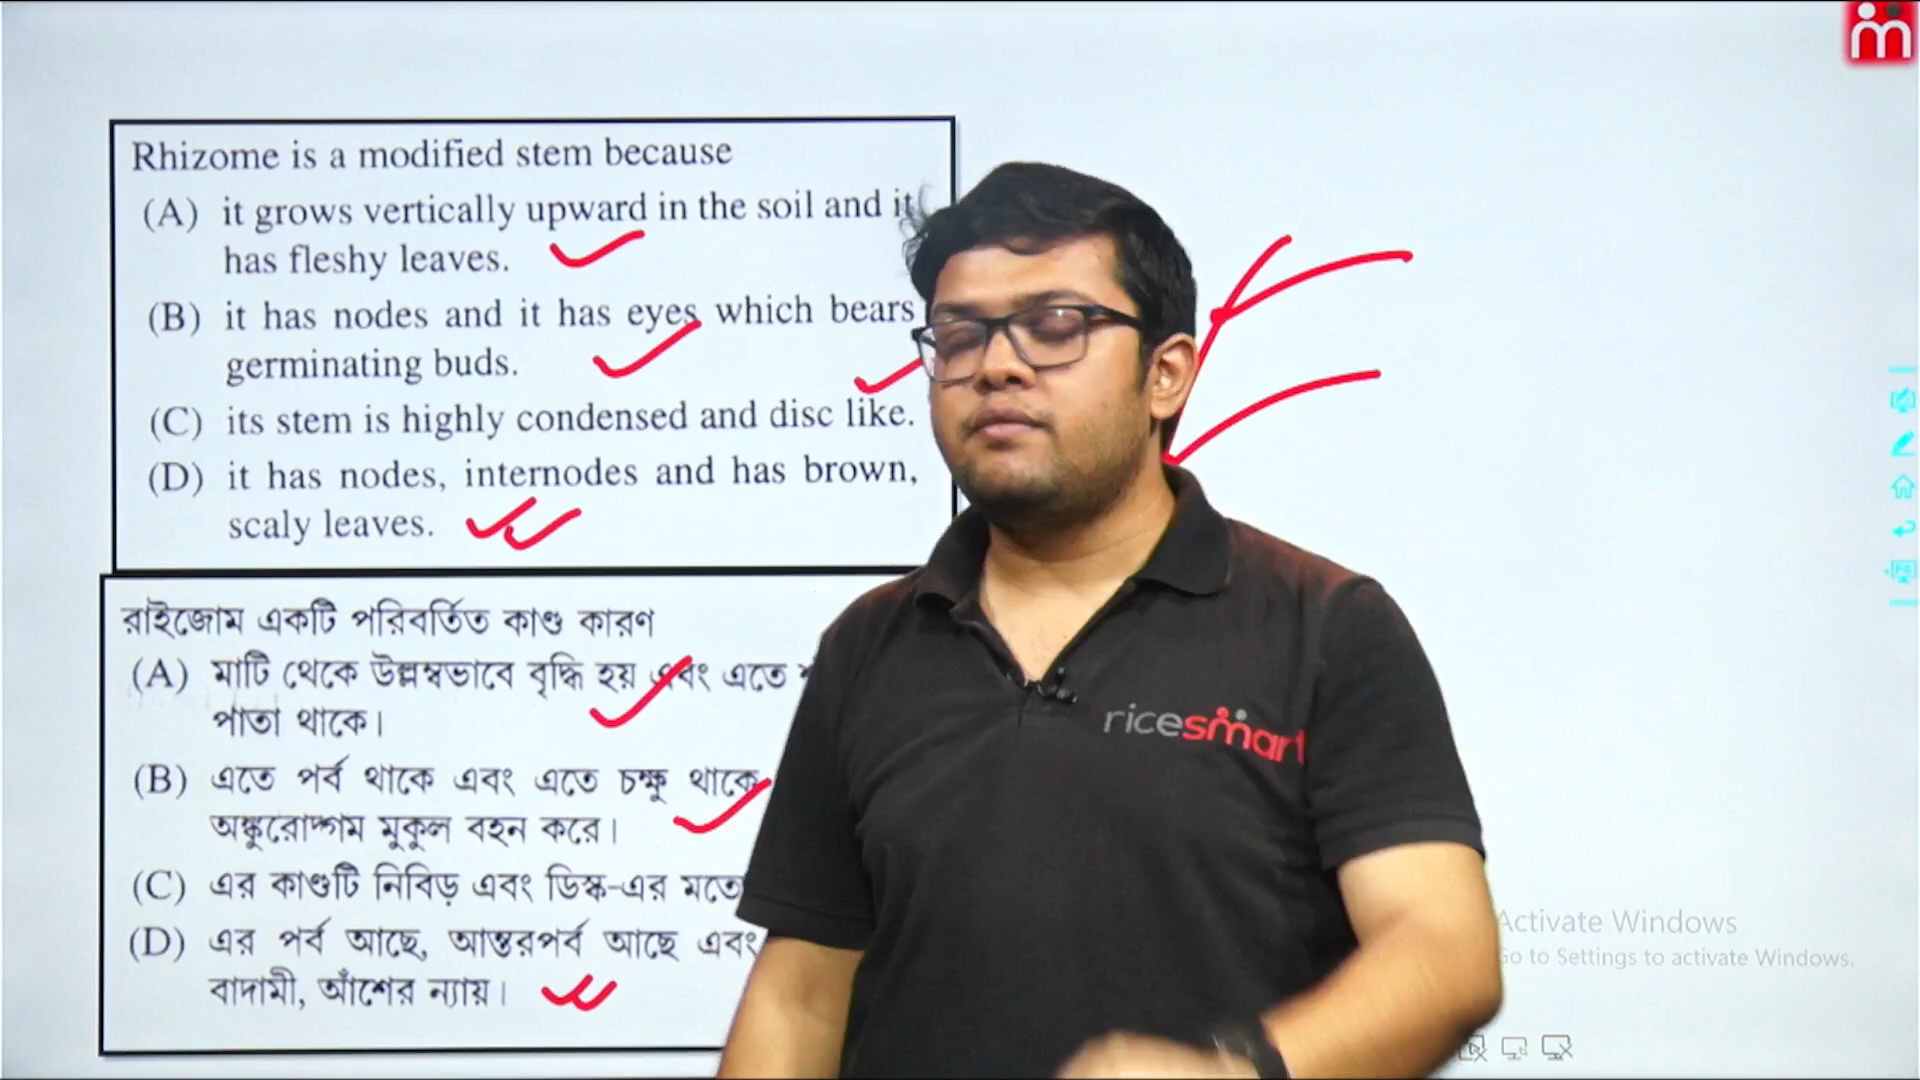 Rhizome is a modified stem because
(A) it grows vertically upward in the soil and it
has fleshy leaves.
(B) it has nodes and it has eyes which bears
germinating buds.
(C) its stem is highly condensed and disc like.
(D) it has nodes, internodes and has brown,
scaly leaves.
রাইজোম একটি পরিবর্তিত কাণ্ড কারণ
(A) মাটি থেকে উল্লম্বভাবে বৃদ্ধি হয় এবং এতে
পাতা থাকে।
(B) এতে পর্ব থাকে এবং এতে চক্ষু থাকে
অঙ্কুরোদ্গম মুকুল বহন করে।
(C) এর কাণ্ডটি নিবিড় এবং ডিস্ক-এর মতো
(D) এর পর্ব আছে, আন্তরপর্ব আছে এবং
বাদামী, আঁশের ন্যায়।
ricesmart
Activate Windows
Go to Settings to activate Windows.